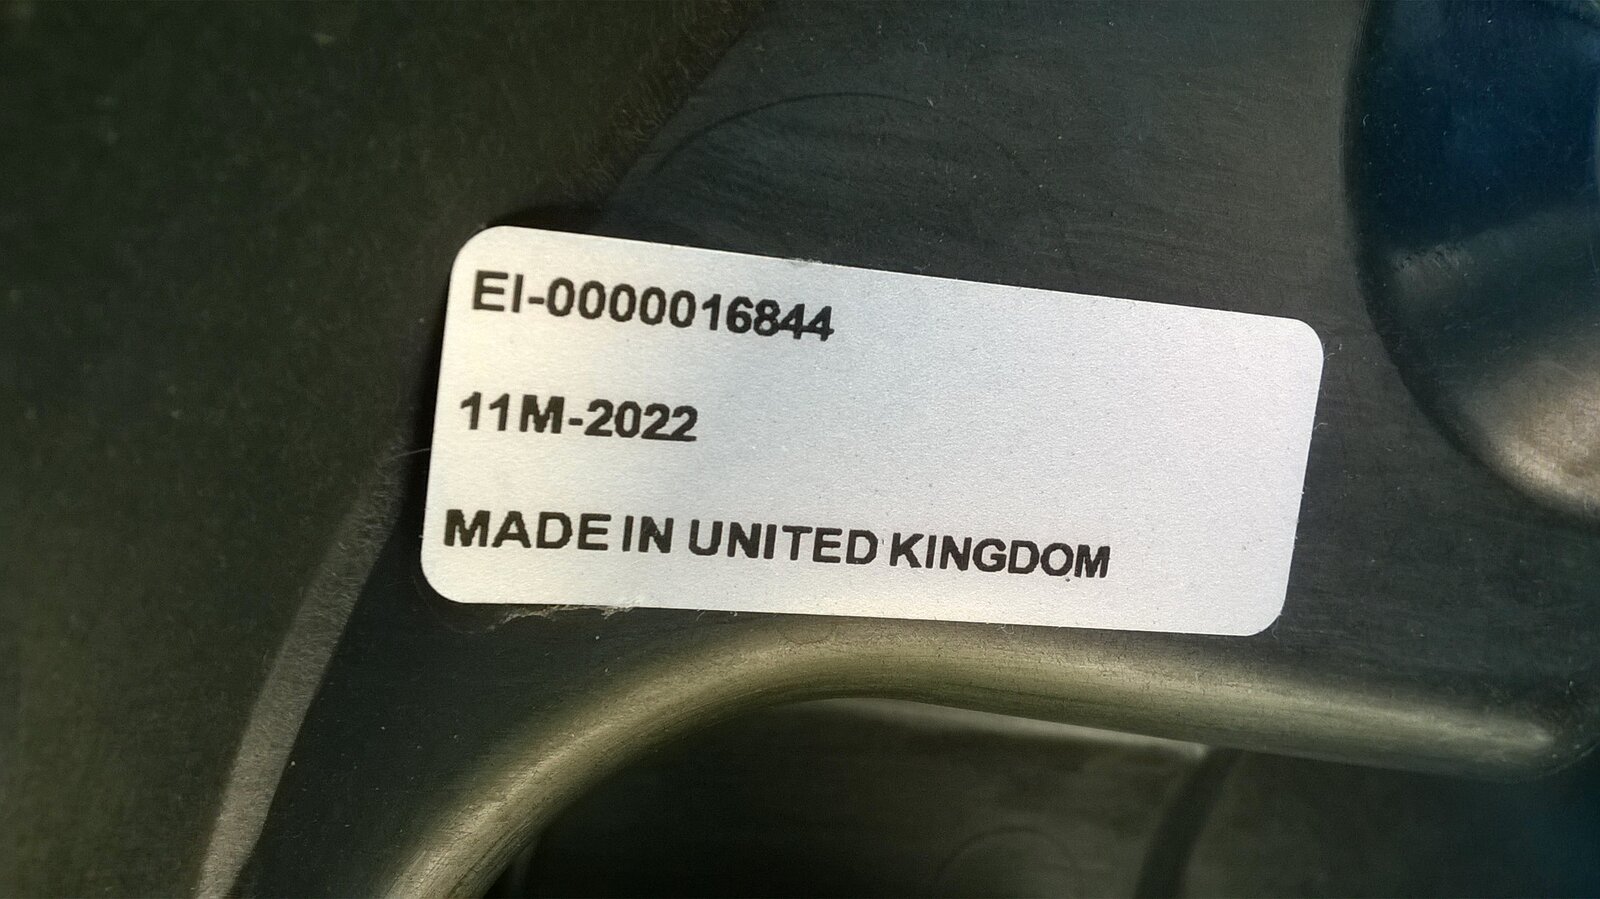 EI-0000016844
11M-2022
MADE IN UNITED KINGDOM